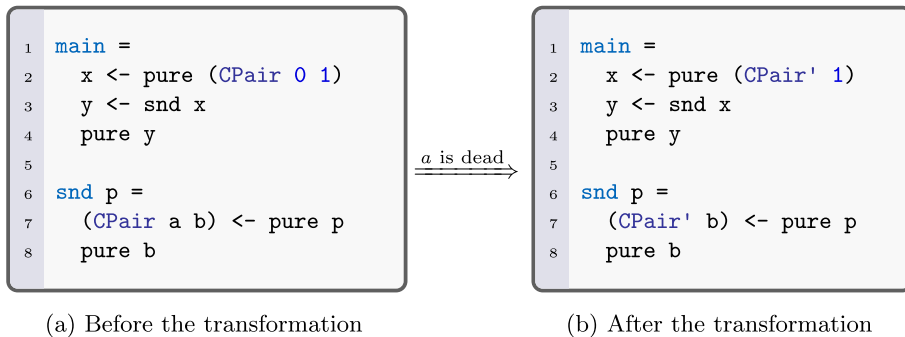 1 main =
2 x <- pure (CPair 0 1)
3 y <- snd x
4 pure y
5
6 snd p =
7 (CPair a b) <- pure p
8 pure b
a is dead
1 main =
2 x <- pure (CPair' 1)
3 y <- snd x
4 pure y
5
6 snd p =
7 (CPair' b) <- pure p
8 pure b
(a) Before the transformation
(b) After the transformation